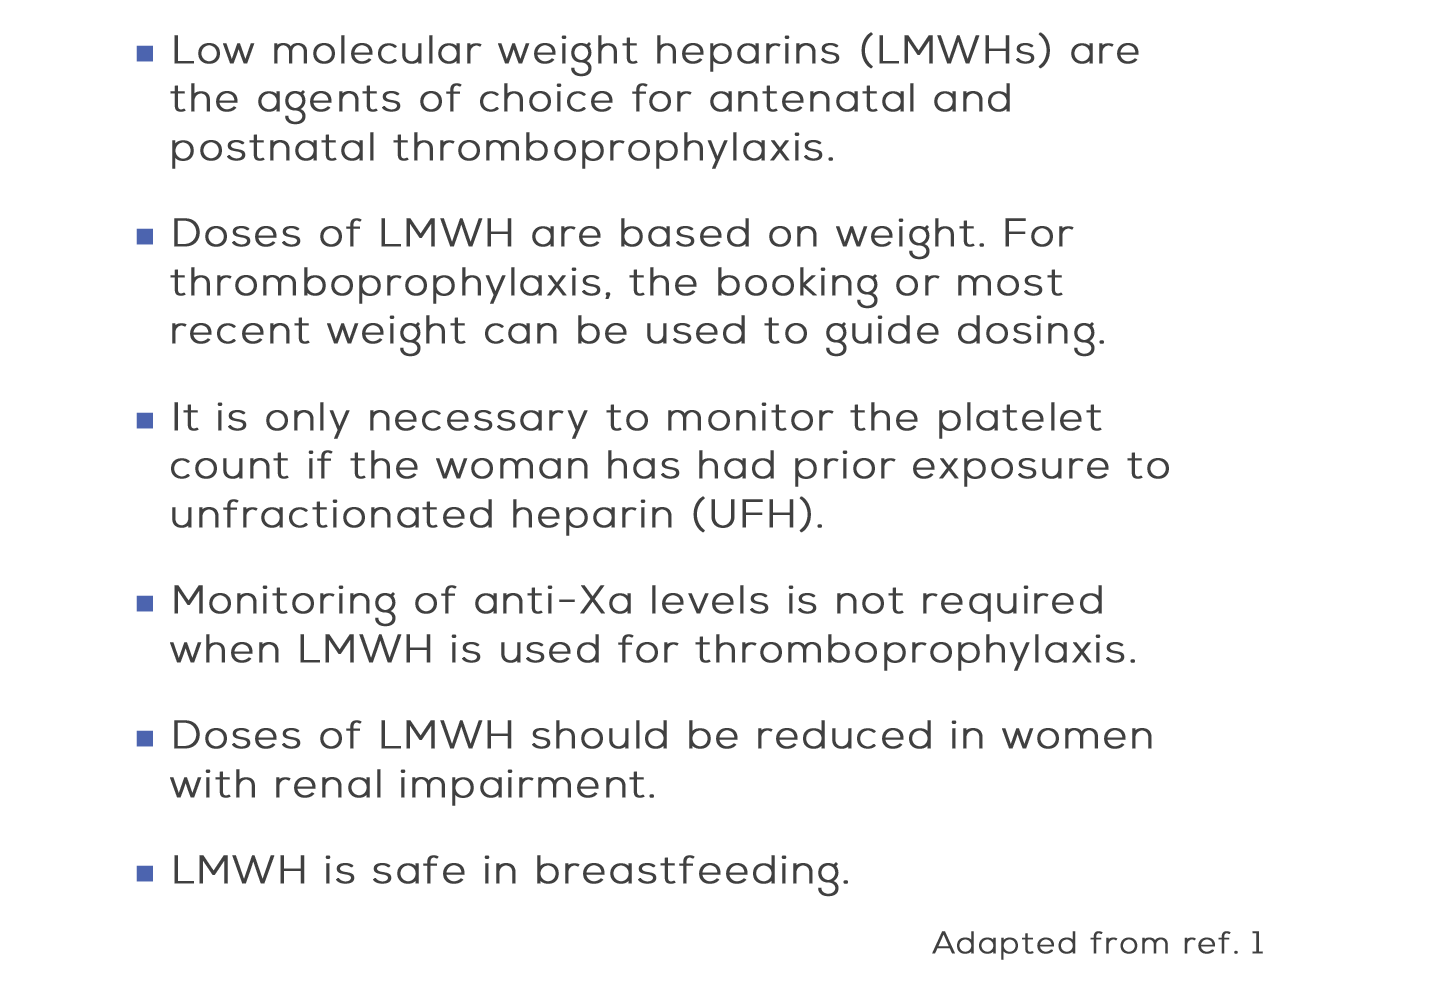 Low molecular weight heparins (LMWHs) are
the agents of choice for antenatal and
postnatal thromboprophylaxis.
Doses of LMWH are based on weight. For
thromboprophylaxis, the booking or most
recent weight can be used to guide dosing.
It is only necessary to monitor the platelet
count if the woman has had prior exposure to
unfractionated heparin (UFH).
Monitoring of anti-Xa levels is not required
when LMWH is used for thromboprophylaxis.
Doses of LMWH should be reduced in women
with renal impairment.
LMWH is safe in breastfeeding.
Adapted from ref. 1